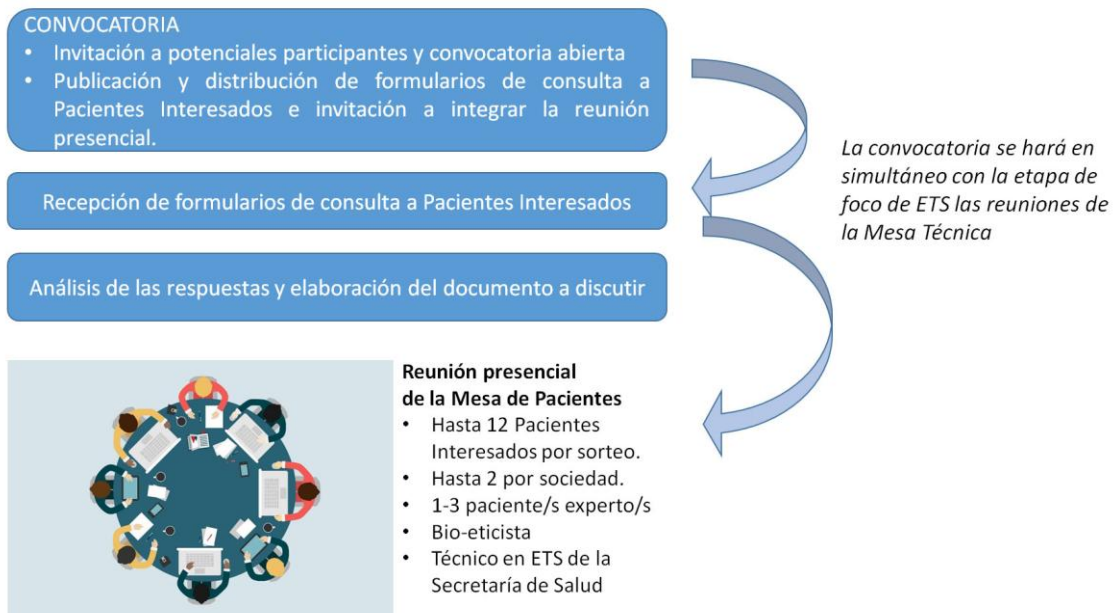 CONVOCATORIA
• Invitación a potenciales participantes y convocatoria abierta
• Publicación y distribución de formularios de consulta a
Pacientes Interesados e invitación a integrar la reunión
presencial.
Recepción de formularios de consulta a Pacientes Interesados
Análisis de las respuestas y elaboración del documento a discutir
La convocatoria se hará en
simultáneo con la etapa de
foco de ETS las reuniones de
la Mesa Técnica
Reunión presencial
de la Mesa de Pacientes
• Hasta 12 Pacientes
Interesados por sorteo.
• Hasta 2 por sociedad.
• 1-3 paciente/s experto/s
• Bio-eticista
• Técnico en ETS de la
Secretaría de Salud